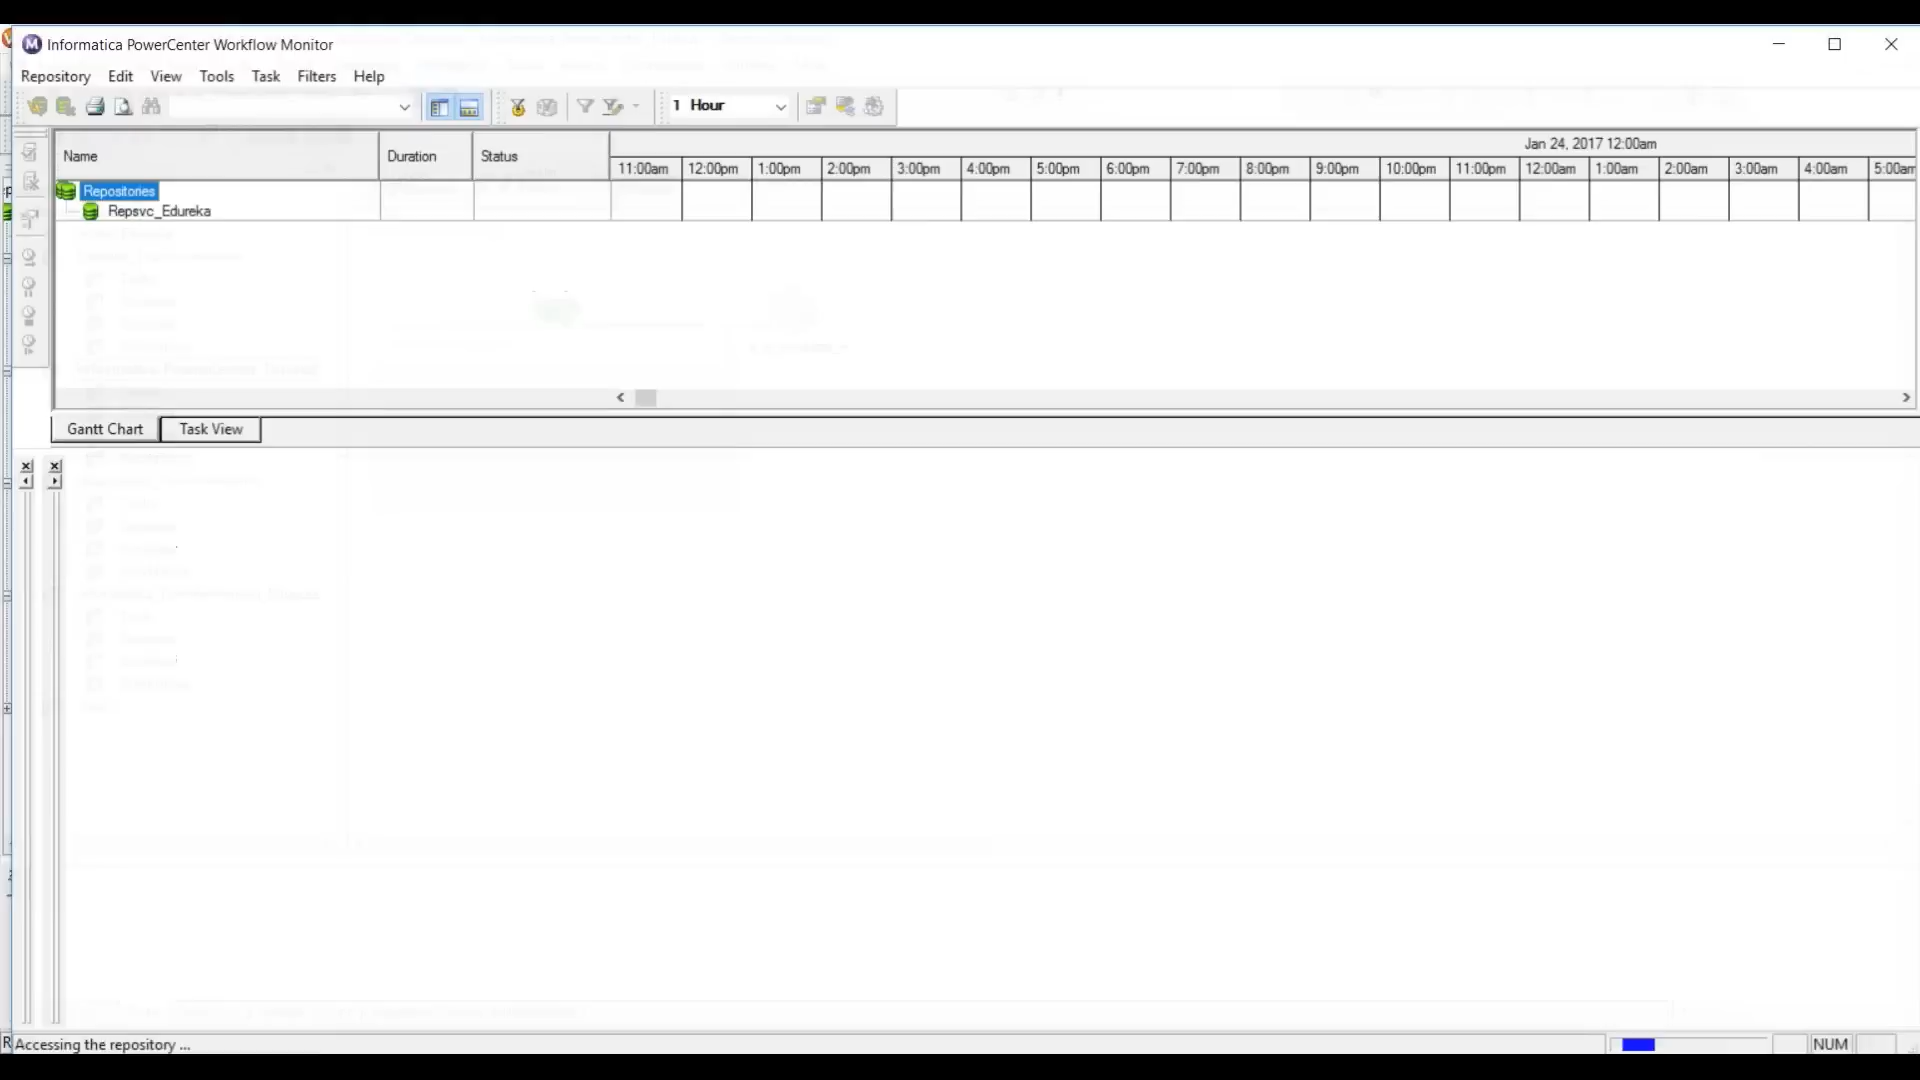 Informatica PowerCenter Workflow Monitor
Repository Edit View Tools Task Filters Help
1 Hour
Name Duration Status
Jan 24, 2017 12:00am
11:00am 12:00pm 1:00pm 2:00pm 3:00pm 4:00pm 5:00pm 6:00pm 7:00pm 8:00pm 9:00pm 10:00pm 11:00pm 12:00am 1:00am 2:00am 3:00am 4:00am 5:00am
Repositories
Repsvc_Edureka
Gantt Chart Task View
Accessing the repository ...
NUM